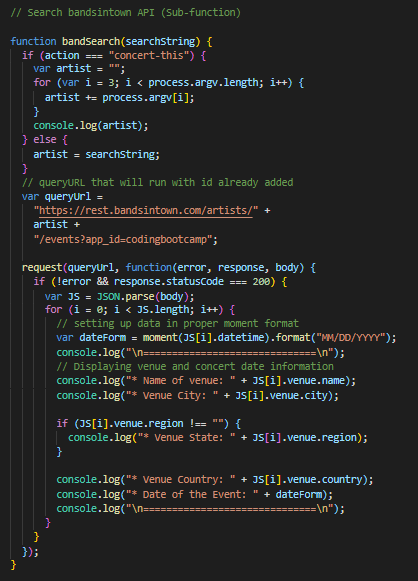 // Search bandsintown API (Sub-function)
function bandSearch(searchString) {
if (action === "concert-this") {
var artist = "";
for (var i = 3; i < process.argv.length; i++) {
artist += process.argv[i];
}
console.log(artist);
} else {
artist = searchString;
}
// queryURL that will run with id already added
var queryUrl =
"https://rest.bandsintown.com/artists/" +
artist +
"/events?app_id=codingbootcamp";
request(queryUrl, function(error, response, body) {
if (!error && response.statusCode === 200) {
var JS = JSON.parse(body);
for (i = 0; i < JS.length; i++) {
// setting up data in proper moment format
var dateForm = moment(JS[i].datetime).format("MM/DD/YYYY");
console.log("\n==============================\n");
// Displaying venue and concert date information
console.log("* Name of venue: " + JS[i].venue.name);
console.log("* Venue City: " + JS[i].venue.city);
if (JS[i].venue.region !== "") {
console.log("* Venue State: " + JS[i].venue.region);
}
console.log("* Venue Country: " + JS[i].venue.country);
console.log("* Date of the Event: " + dateForm);
console.log("\n==============================\n");
}
}
});
}